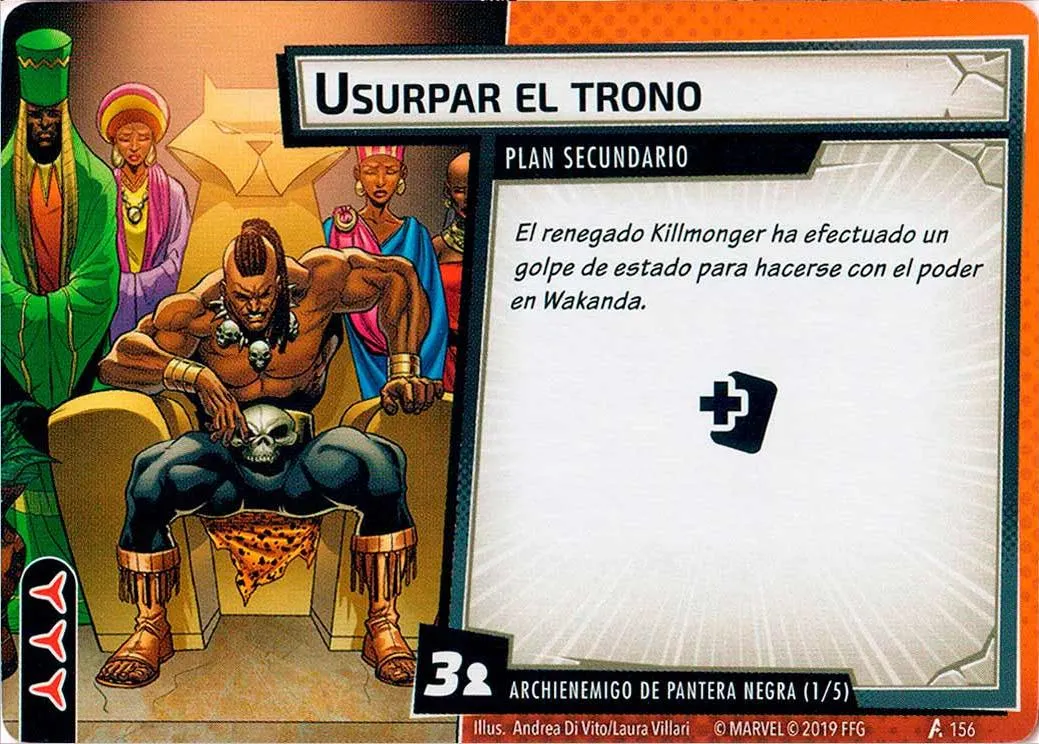 USURPAR EL TRONO
PLAN SECUNDARIO
El renegado Killmonger ha efectuado un
golpe de estado para hacerse con el poder
en Wakanda.
3
ARCHIENEMIGO DE PANTERA NEGRA (1/5)
Illus. Andrea Di Vito/Laura Villari © MARVEL © 2019 FFG 156